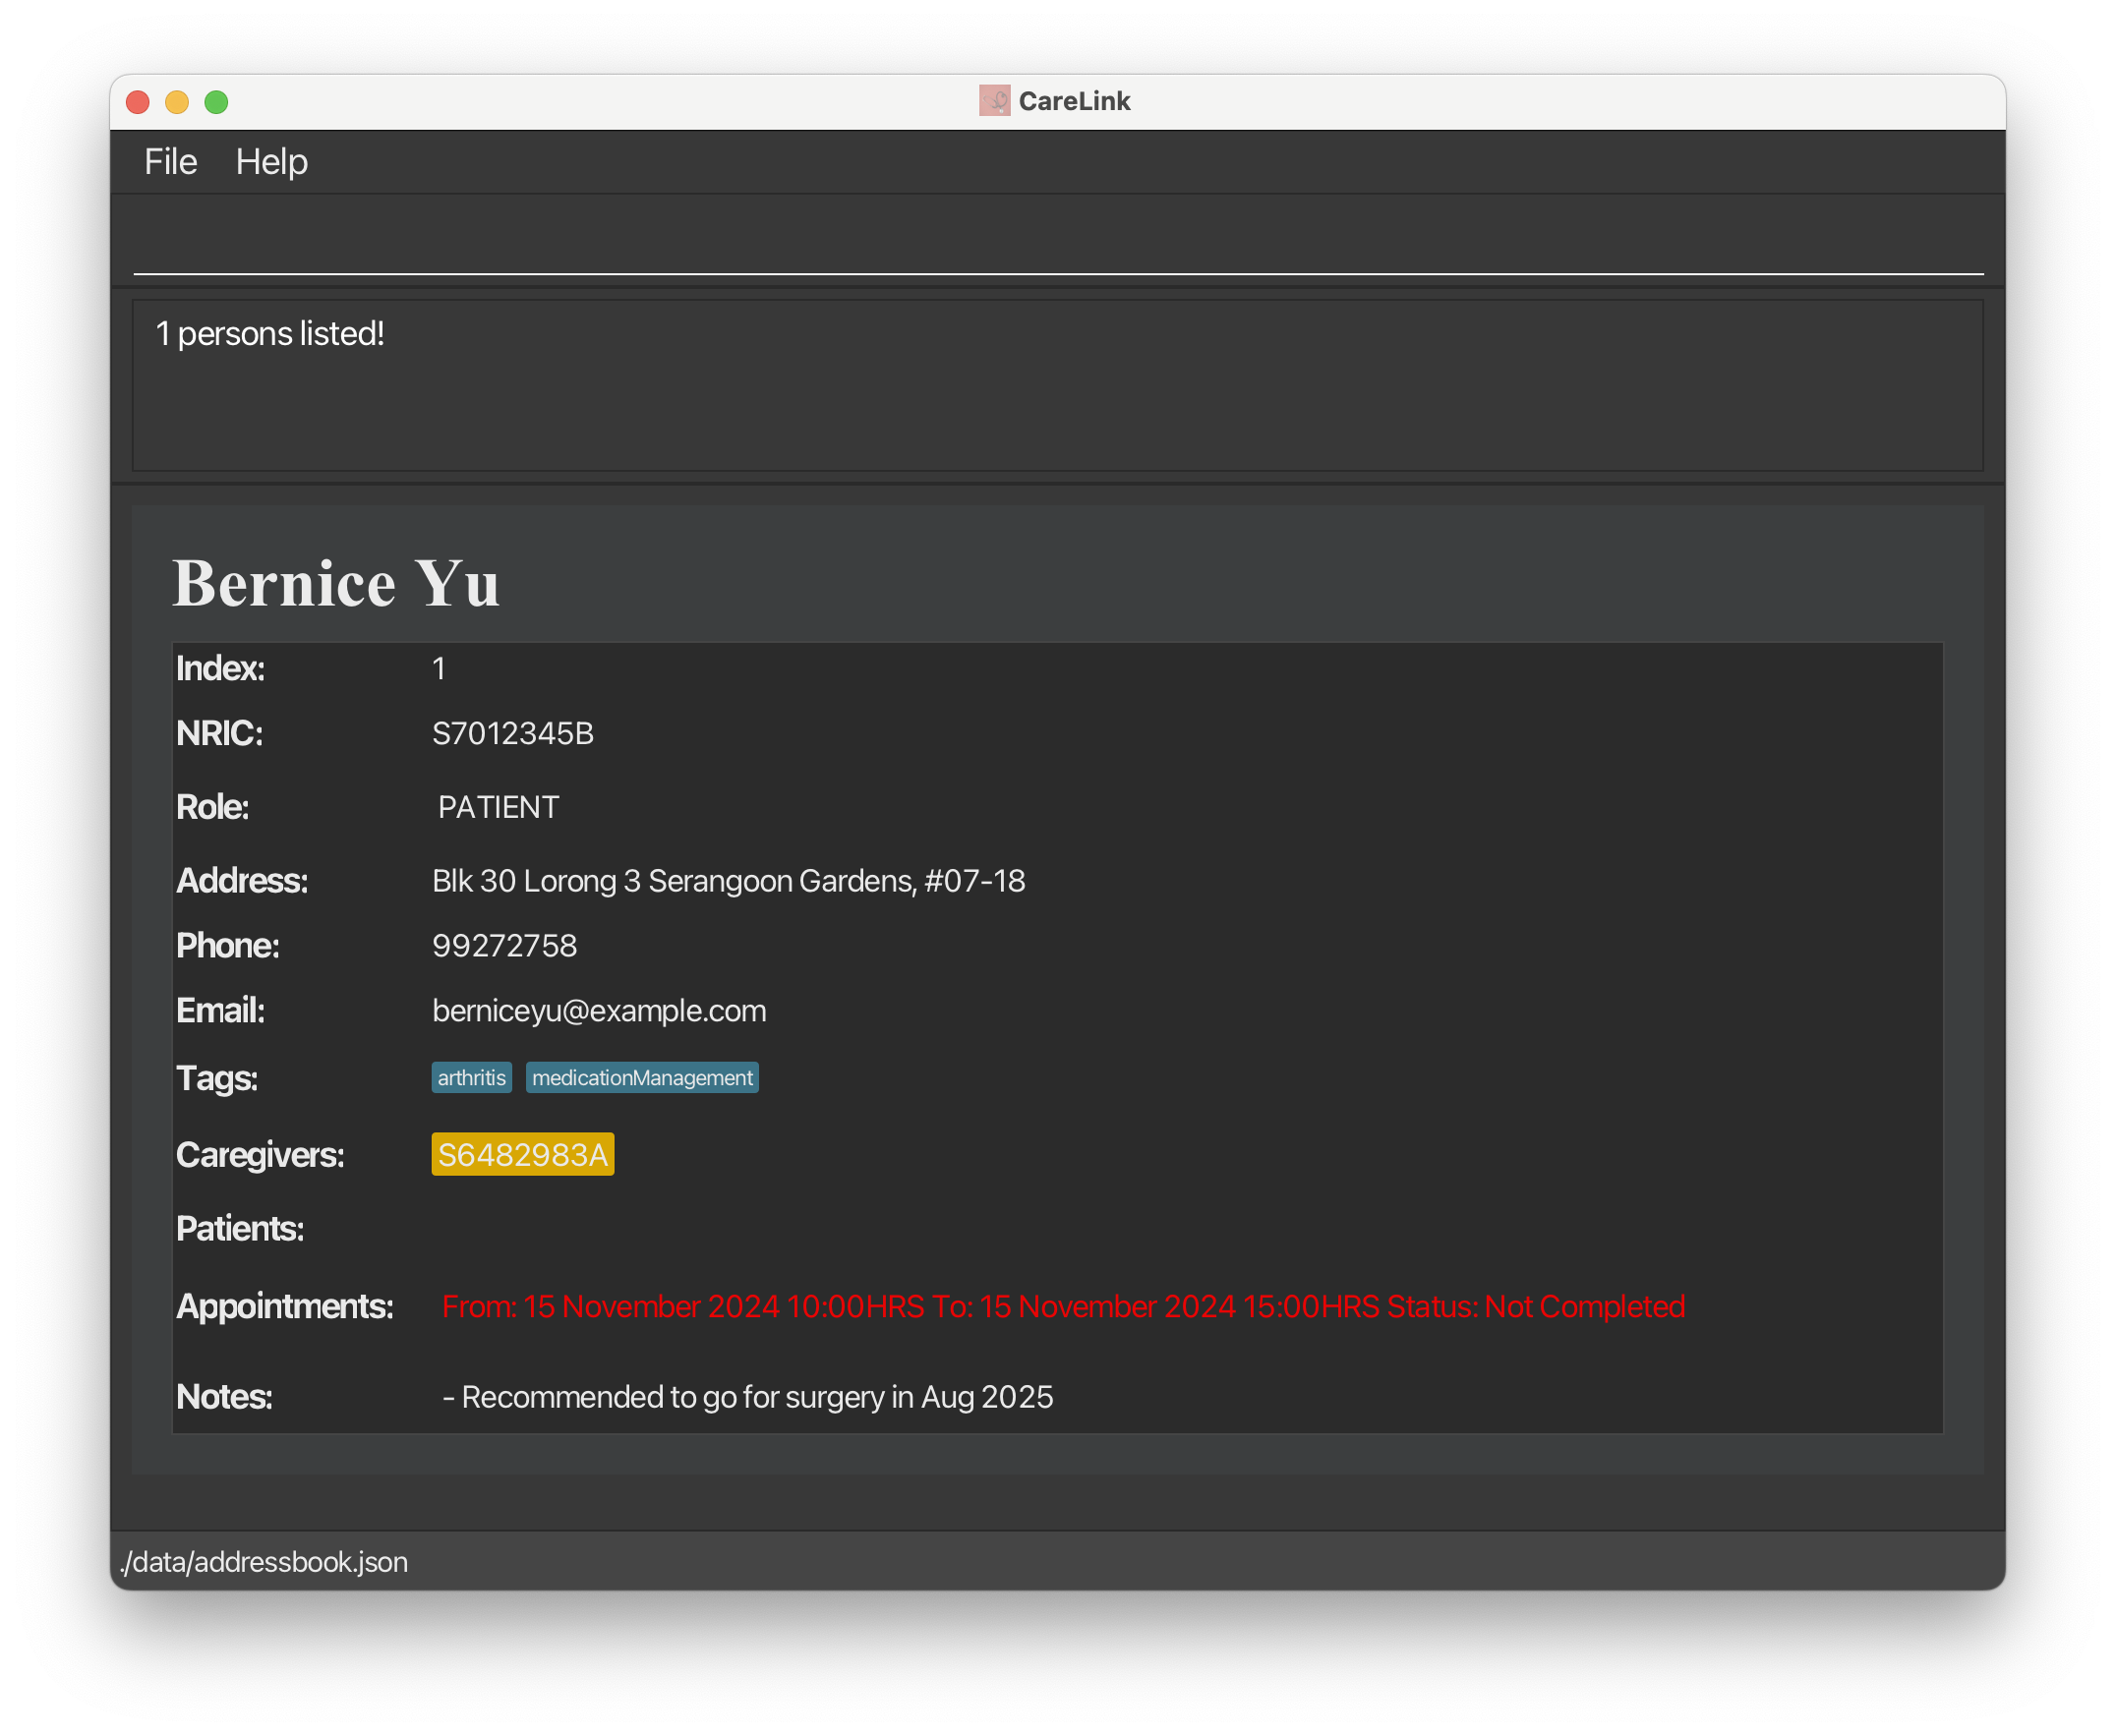 CareLink
File Help
1 persons listed!
Bernice Yu
Index: 1
NRIC: S7012345B
Role: PATIENT
Address: Blk 30 Lorong 3 Serangoon Gardens, #07-18
Phone: 99272758
Email: berniceyu@example.com
Tags: arthritis medicationManagement
Caregivers: S6482983A
Patients:
Appointments: From: 15 November 2024 10:00HRS To: 15 November 2024 15:00HRS Status: Not Completed
Notes: - Recommended to go for surgery in Aug 2025
./data/addressbook.json